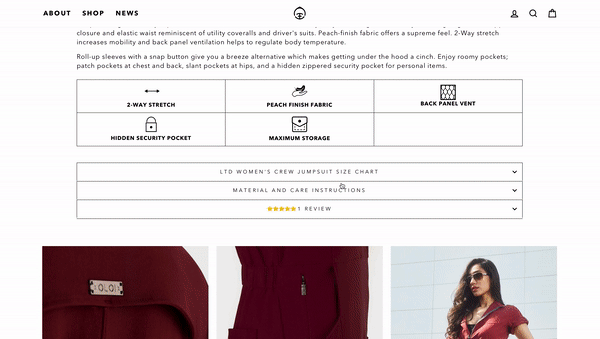 ABOUT SHOP NEWS
closure and elastic waist reminiscent of utility coveralls and driver's suits. Peach-finish fabric offers a supreme feel. 2-Way stretch
increases mobility and back panel ventilation helps to regulate body temperature.
Roll-up sleeves with a snap button give you a breeze alternative which makes getting under the hood a cinch. Enjoy roomy pockets;
patch pockets at chest and back, slant pockets at hips, and a hidden zippered security pocket for personal items.
2-WAY STRETCH
PEACH FINISH FABRIC
BACK PANEL VENT
HIDDEN SECURITY POCKET
MAXIMUM STORAGE
LTD WOMEN'S CREW JUMPSUIT SIZE CHART
MATERIAL AND CARE INSTRUCTIONS
1 REVIEW